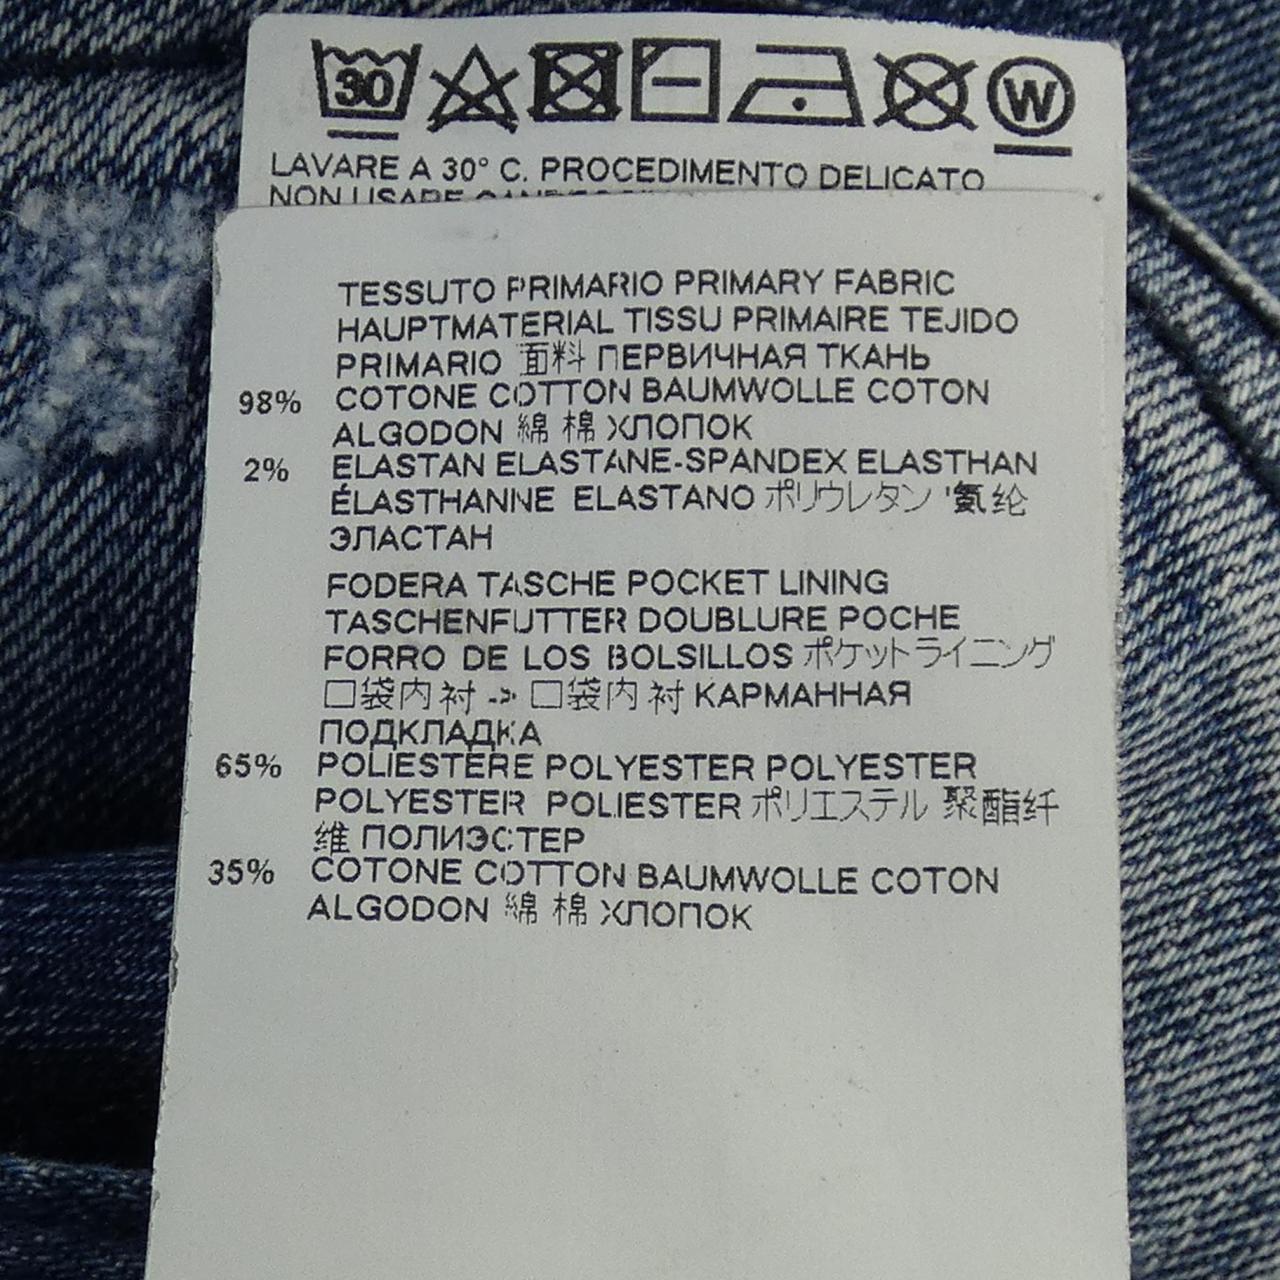 30
W
LAVARE A 30° C. PROCEDIMENTO DELICATO
NON USARE
TESSUTO PRIMARIO PRIMARY FABRIC
HAUPTMATERIAL TISSU PRIMAIRE TEJIDO
PRIMARIO 面料 ПЕРВИЧНАЯ ТКАНЬ
98% COTONE COTTON BAUMWOLLE COTON
ALGODON 綿 棉 ХЛОПОК
2% ELASTAN ELASTANE-SPANDEX ELASTHAN
ÉLASTHANNE ELASTANO ポリウレタン 氨纶
ЭЛАСТАН
FODERA TASCHE POCKET LINING
TASCHENFUTTER DOUBLURE POCHE
FORRO DE LOS BOLSILLOS ポケットライニング
口袋内衬 -> 口袋内衬 КАРМАННАЯ
ПОДКЛАДКА
65% POLIESTERE POLYESTER POLYESTER
POLYESTER POLIESTER ポリエステル 聚酯纤
维 ПОЛИЭСТЕР
35% COTONE COTTON BAUMWOLLE COTON
ALGODON 綿 棉 ХЛОПОК